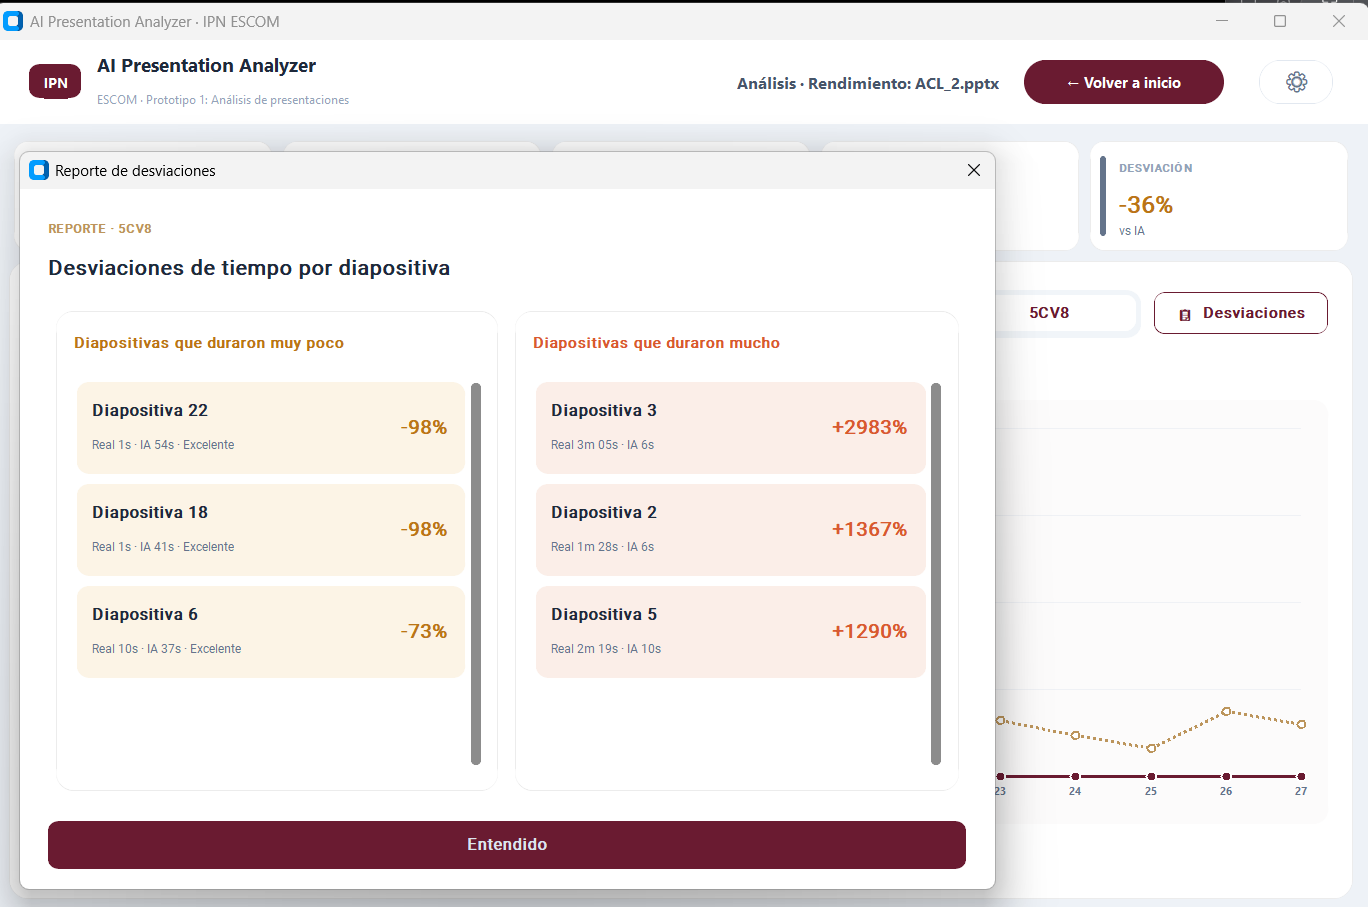 AI Presentation Analyzer · IPN ESCOM
IPN
AI Presentation Analyzer
ESCOM · Prototipo 1: Análisis de presentaciones
Análisis · Rendimiento: ACL_2.pptx
← Volver a inicio
DESVIACIÓN
-36%
vs IA
5CV8
Desviaciones
Reporte de desviaciones
REPORTE · 5CV8
Desviaciones de tiempo por diapositiva
Diapositivas que duraron muy poco
Diapositiva 22
Real 1s · IA 54s · Excelente
-98%
Diapositiva 18
Real 1s · IA 41s · Excelente
-98%
Diapositiva 6
Real 10s · IA 37s · Excelente
-73%
Diapositivas que duraron mucho
Diapositiva 3
Real 3m 05s · IA 6s
+2983%
Diapositiva 2
Real 1m 28s · IA 6s
+1367%
Diapositiva 5
Real 2m 19s · IA 10s
+1290%
Entendido
23 24 25 26 27